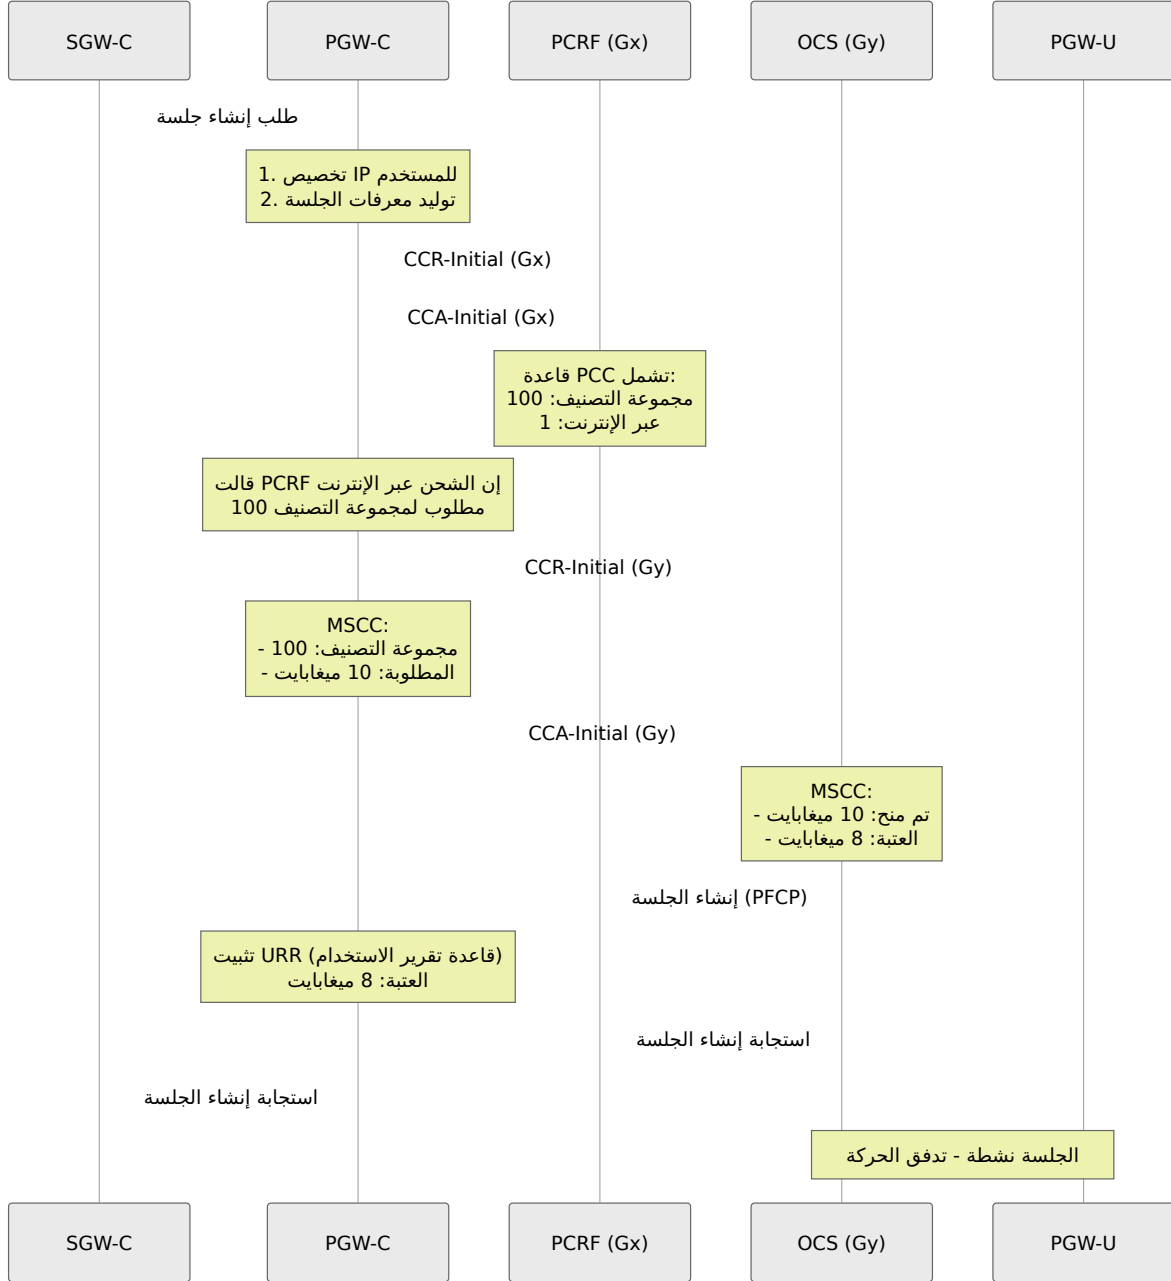 SGW-C
PGW-C
PCRF (Gx)
OCS (Gy)
PGW-U
طلب إنشاء جلسة
1. تخصيص IP للمستخدم
2. توليد معرفات الجلسة
CCR-Initial (Gx)
CCA-Initial (Gx)
قاعدة PCC تشمل:
مجموعة التصنيف: 100
عبر الإنترنت: 1
قالت PCRF إن الشحن عبر الإنترنت
مطلوب لمجموعة التصنيف 100
CCR-Initial (Gy)
MSCC:
- مجموعة التصنيف: 100
- المطلوبة: 10 ميغابايت
CCA-Initial (Gy)
MSCC:
- تم منح: 10 ميغابايت
- العتبة: 8 ميغابايت
إنشاء الجلسة (PFCP)
تثبيت URR (قاعدة تقرير الاستخدام)
العتبة: 8 ميغابايت
استجابة إنشاء الجلسة
استجابة إنشاء الجلسة
الجلسة نشطة - تدفق الحركة
SGW-C
PGW-C
PCRF (Gx)
OCS (Gy)
PGW-U